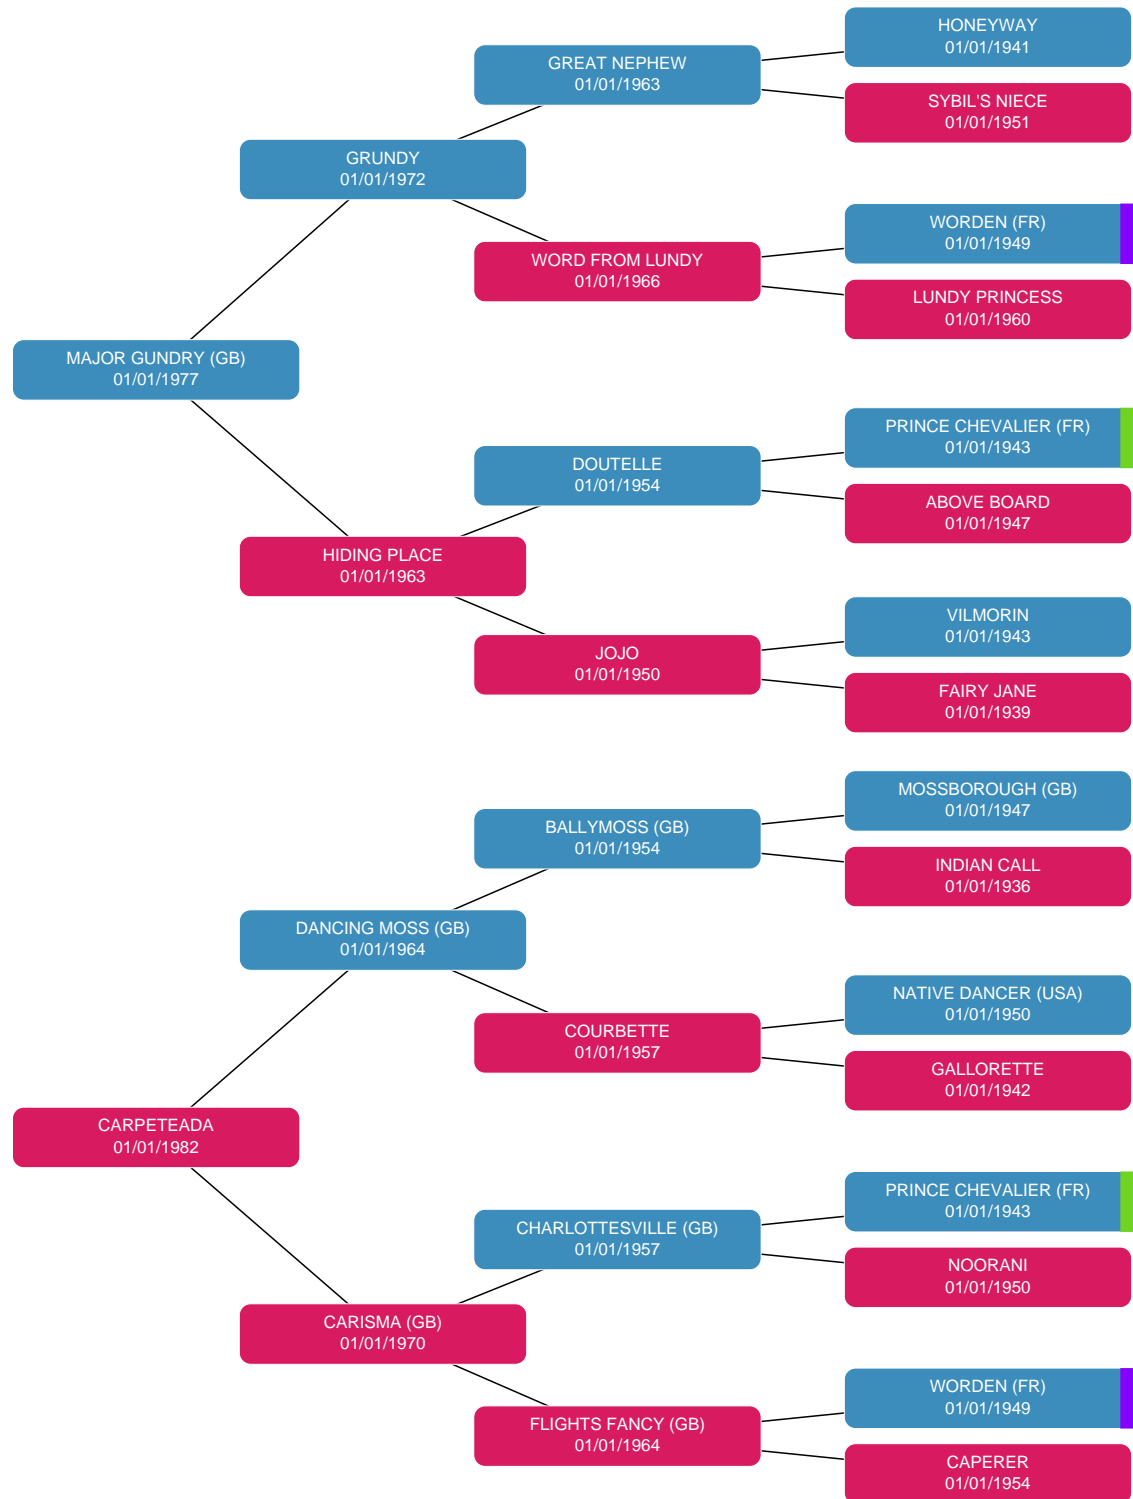 HONEYWAY
01/01/1941
GREAT NEPHEW
01/01/1963
SYBIL'S NIECE
01/01/1951
GRUNDY
01/01/1972
WORDEN (FR)
01/01/1949
WORD FROM LUNDY
01/01/1966
LUNDY PRINCESS
01/01/1960
MAJOR GUNDRY (GB)
01/01/1977
PRINCE CHEVALIER (FR)
01/01/1943
DOUTELLE
01/01/1954
ABOVE BOARD
01/01/1947
HIDING PLACE
01/01/1963
VILMORIN
01/01/1943
JOJO
01/01/1950
FAIRY JANE
01/01/1939
MOSSBOROUGH (GB)
01/01/1947
BALLYMOSS (GB)
01/01/1954
INDIAN CALL
01/01/1936
DANCING MOSS (GB)
01/01/1964
NATIVE DANCER (USA)
01/01/1950
COURBETTE
01/01/1957
GALLORETTE
01/01/1942
CARPETEADA
01/01/1982
PRINCE CHEVALIER (FR)
01/01/1943
CHARLOTTESVILLE (GB)
01/01/1957
NOORANI
01/01/1950
CARISMA (GB)
01/01/1970
WORDEN (FR)
01/01/1949
FLIGHTS FANCY (GB)
01/01/1964
CAPERER
01/01/1954